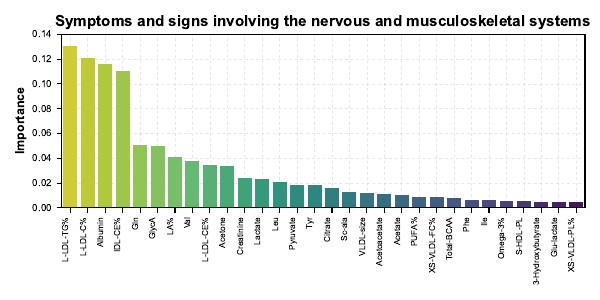 Symptoms and signs involving the nervous and musculoskeletal systems
Importance
0.14
0.12
0.10
0.08
0.06
0.04
0.02
0.00
L-LDL-TG%
L-LDL-C%
Albumin
IDL-CE%
Gln
GlycA
LA%
Val
L-LDL-CE%
Acetone
Creatinine
Lactate
Leu
Pyruvate
Tyr
Citrate
Sc-ala
VLDL-size
Acetoacetate
Acetate
PUFA%
XS-VLDL-FC%
Total-BCAA
Phe
Ile
Omega-3%
S-HDL-PL
3-Hydroxybutyrate
Glu-lactate
XS-VLDL-PL%